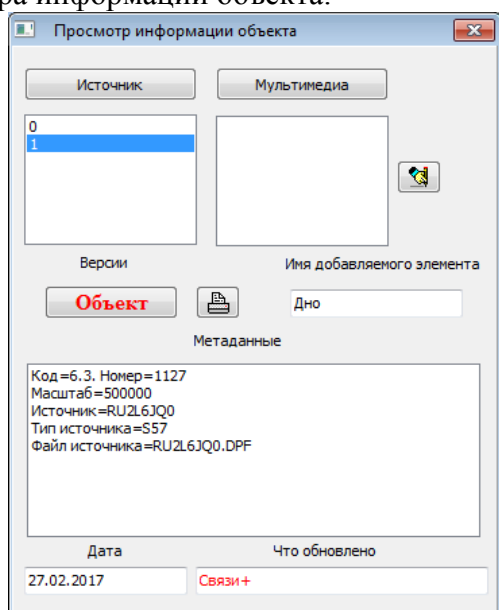 ра информации объекта.
Просмотр информации объекта
Источник Мультимедиа
0
1
Версии Имя добавляемого элемента
Объект Дно
Метаданные
Код=6.3. Номер=1127
Масштаб=500000
Источник=RU2L6JQ0
Тип источника=S57
Файл источника=RU2L6JQ0.DPF
Дата Что обновлено
27.02.2017 Связи+